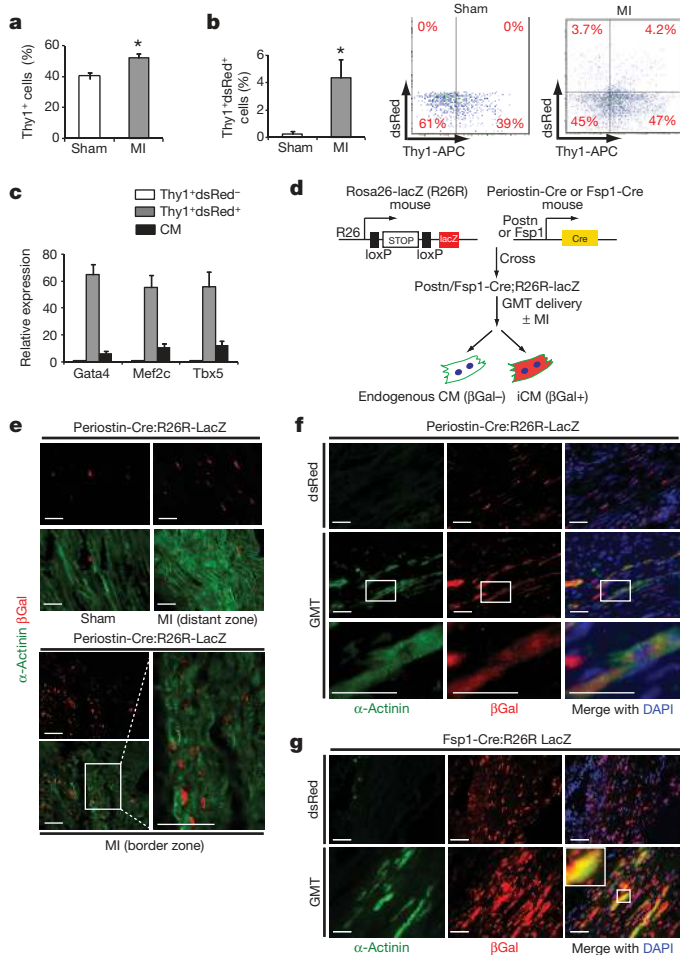 a
Thy1+ cells (%)
60
40
20
0
*
Sham
MI
b
Thy1+dsRed+
cells (%)
6
4
2
0
*
Sham
MI
Sham
0%
0%
61%
39%
dsRed
Thy1-APC
MI
3.7%
4.2%
45%
47%
dsRed
Thy1-APC
c
Thy1+dsRed−
Thy1+dsRed+
CM
Relative expression
80
60
40
20
0
Gata4
Mef2c
Tbx5
d
Rosa26-lacZ (R26R)
mouse
R26
STOP
lacZ
loxP
loxP
Periostin-Cre or Fsp1-Cre
mouse
Postn
or Fsp1
Cre
Cross
Postn/Fsp1-Cre;R26R-lacZ
GMT delivery
± MI
Endogenous CM (βGal–)
iCM (βGal+)
e
Periostin-Cre:R26R-LacZ
Sham
MI (distant zone)
α-Actinin βGal
Periostin-Cre:R26R-LacZ
MI (border zone)
f
Periostin-Cre:R26R-LacZ
dsRed
GMT
α-Actinin
βGal
Merge with DAPI
g
Fsp1-Cre:R26R LacZ
dsRed
GMT
α-Actinin
βGal
Merge with DAPI